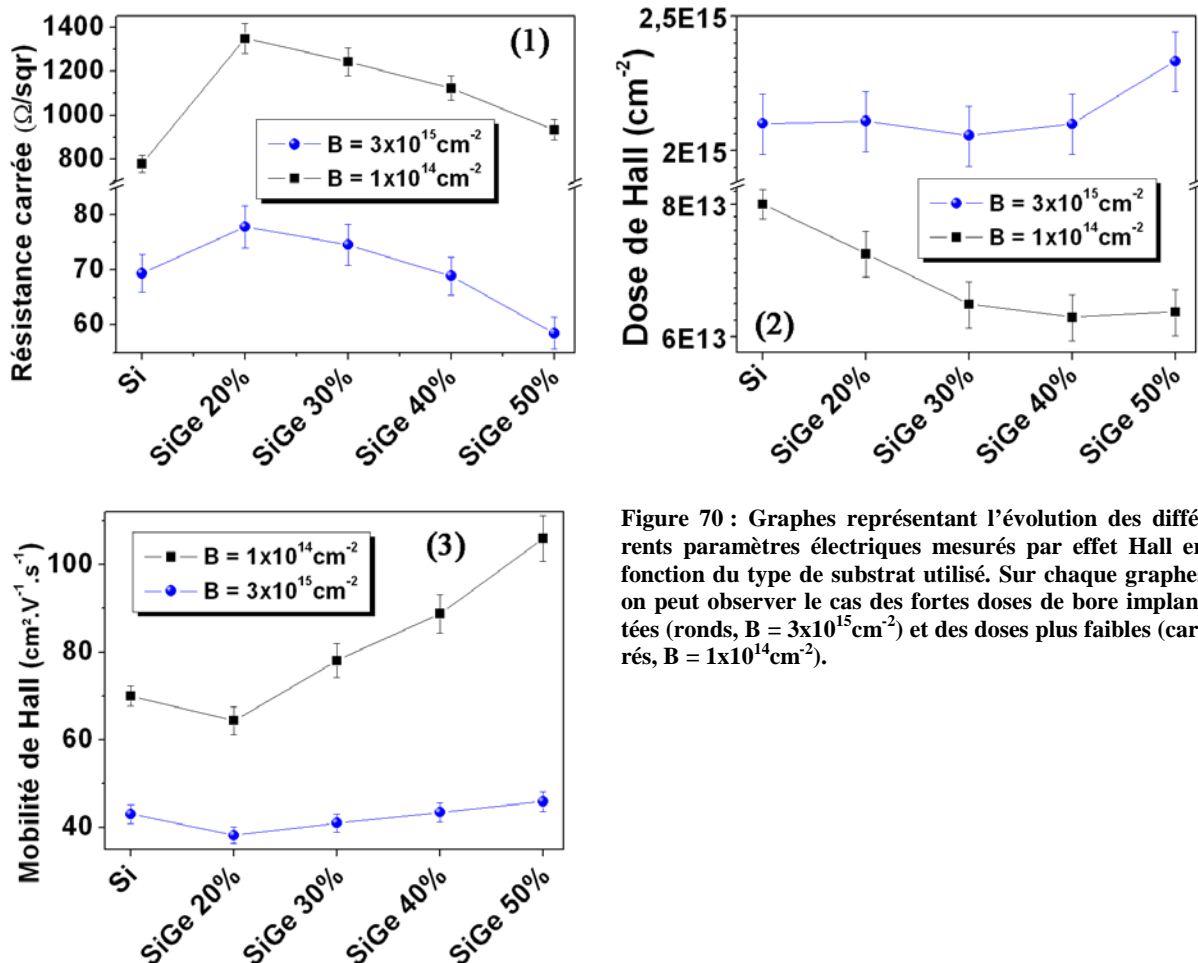 Résistance carrée (Ω/sqr)
1400
1200
1000
800
80
70
60
(1)
B = 3x10¹⁵cm⁻²
B = 1x10¹⁴cm⁻²
Si
SiGe 20%
SiGe 30%
SiGe 40%
SiGe 50%
Dose de Hall (cm⁻²)
2,5E15
2E15
8E13
6E13
B = 3x10¹⁵cm⁻²
B = 1x10¹⁴cm⁻²
(2)
Si
SiGe 20%
SiGe 30%
SiGe 40%
SiGe 50%
Mobilité de Hall (cm².V⁻¹.s⁻¹)
100
80
60
40
B = 1x10¹⁴cm⁻²
B = 3x10¹⁵cm⁻²
(3)
Si
SiGe 20%
SiGe 30%
SiGe 40%
SiGe 50%
Figure 70 : Graphes représentant l’évolution des diffé
rents paramètres électriques mesurés par effet Hall en
fonction du type de substrat utilisé. Sur chaque graphe
on peut observer le cas des fortes doses de bore implan
tées (ronds, B = 3x10¹⁵cm⁻²) et des doses plus faibles (car
rés, B = 1x10¹⁴cm⁻²).